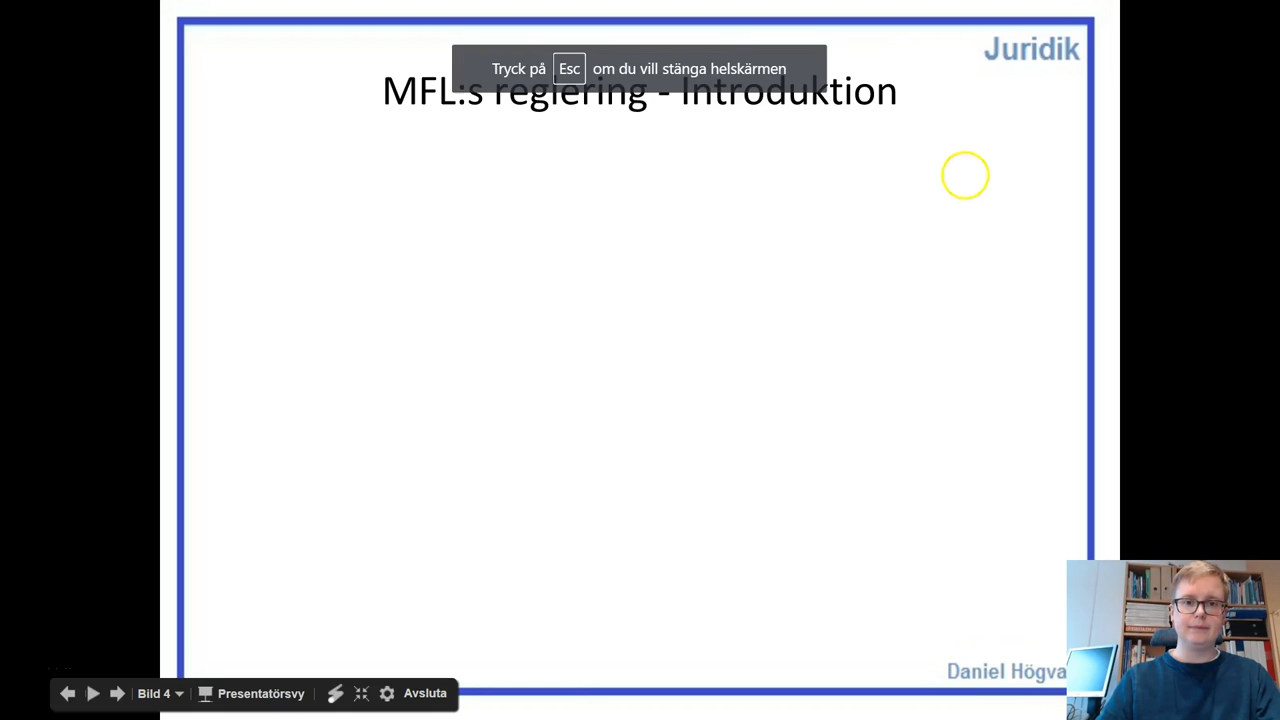 Juridik
Tryck på Esc om du vill stänga helskärmen
MFL:s reglering - Introduktion
Daniel Högva
Bild 4
Presentatörsvy
Avsluta